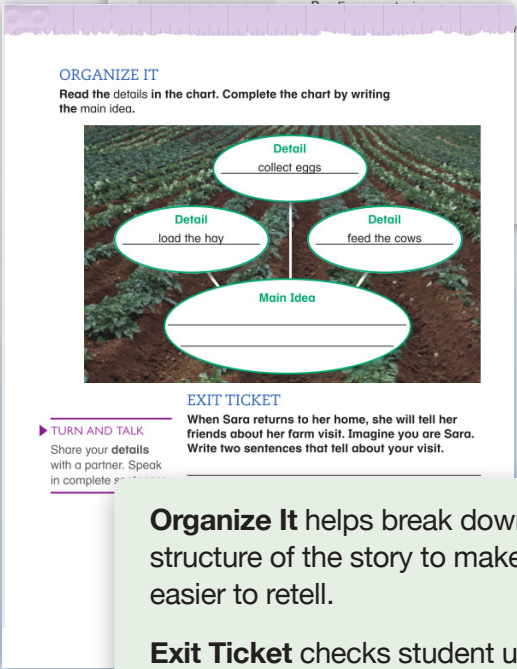 ORGANIZE IT
Read the details in the chart. Complete the chart by writing
the main idea.
Detail
collect eggs
Detail
load the hay
Detail
feed the cows
Main Idea
EXIT TICKET
When Sara returns to her home, she will tell her
friends about her farm visit. Imagine you are Sara.
Write two sentences that tell about your visit.
TURN AND TALK
Share your details
with a partner. Speak
in complete
Organize It helps break down
structure of the story to make
easier to retell.
Exit Ticket checks student